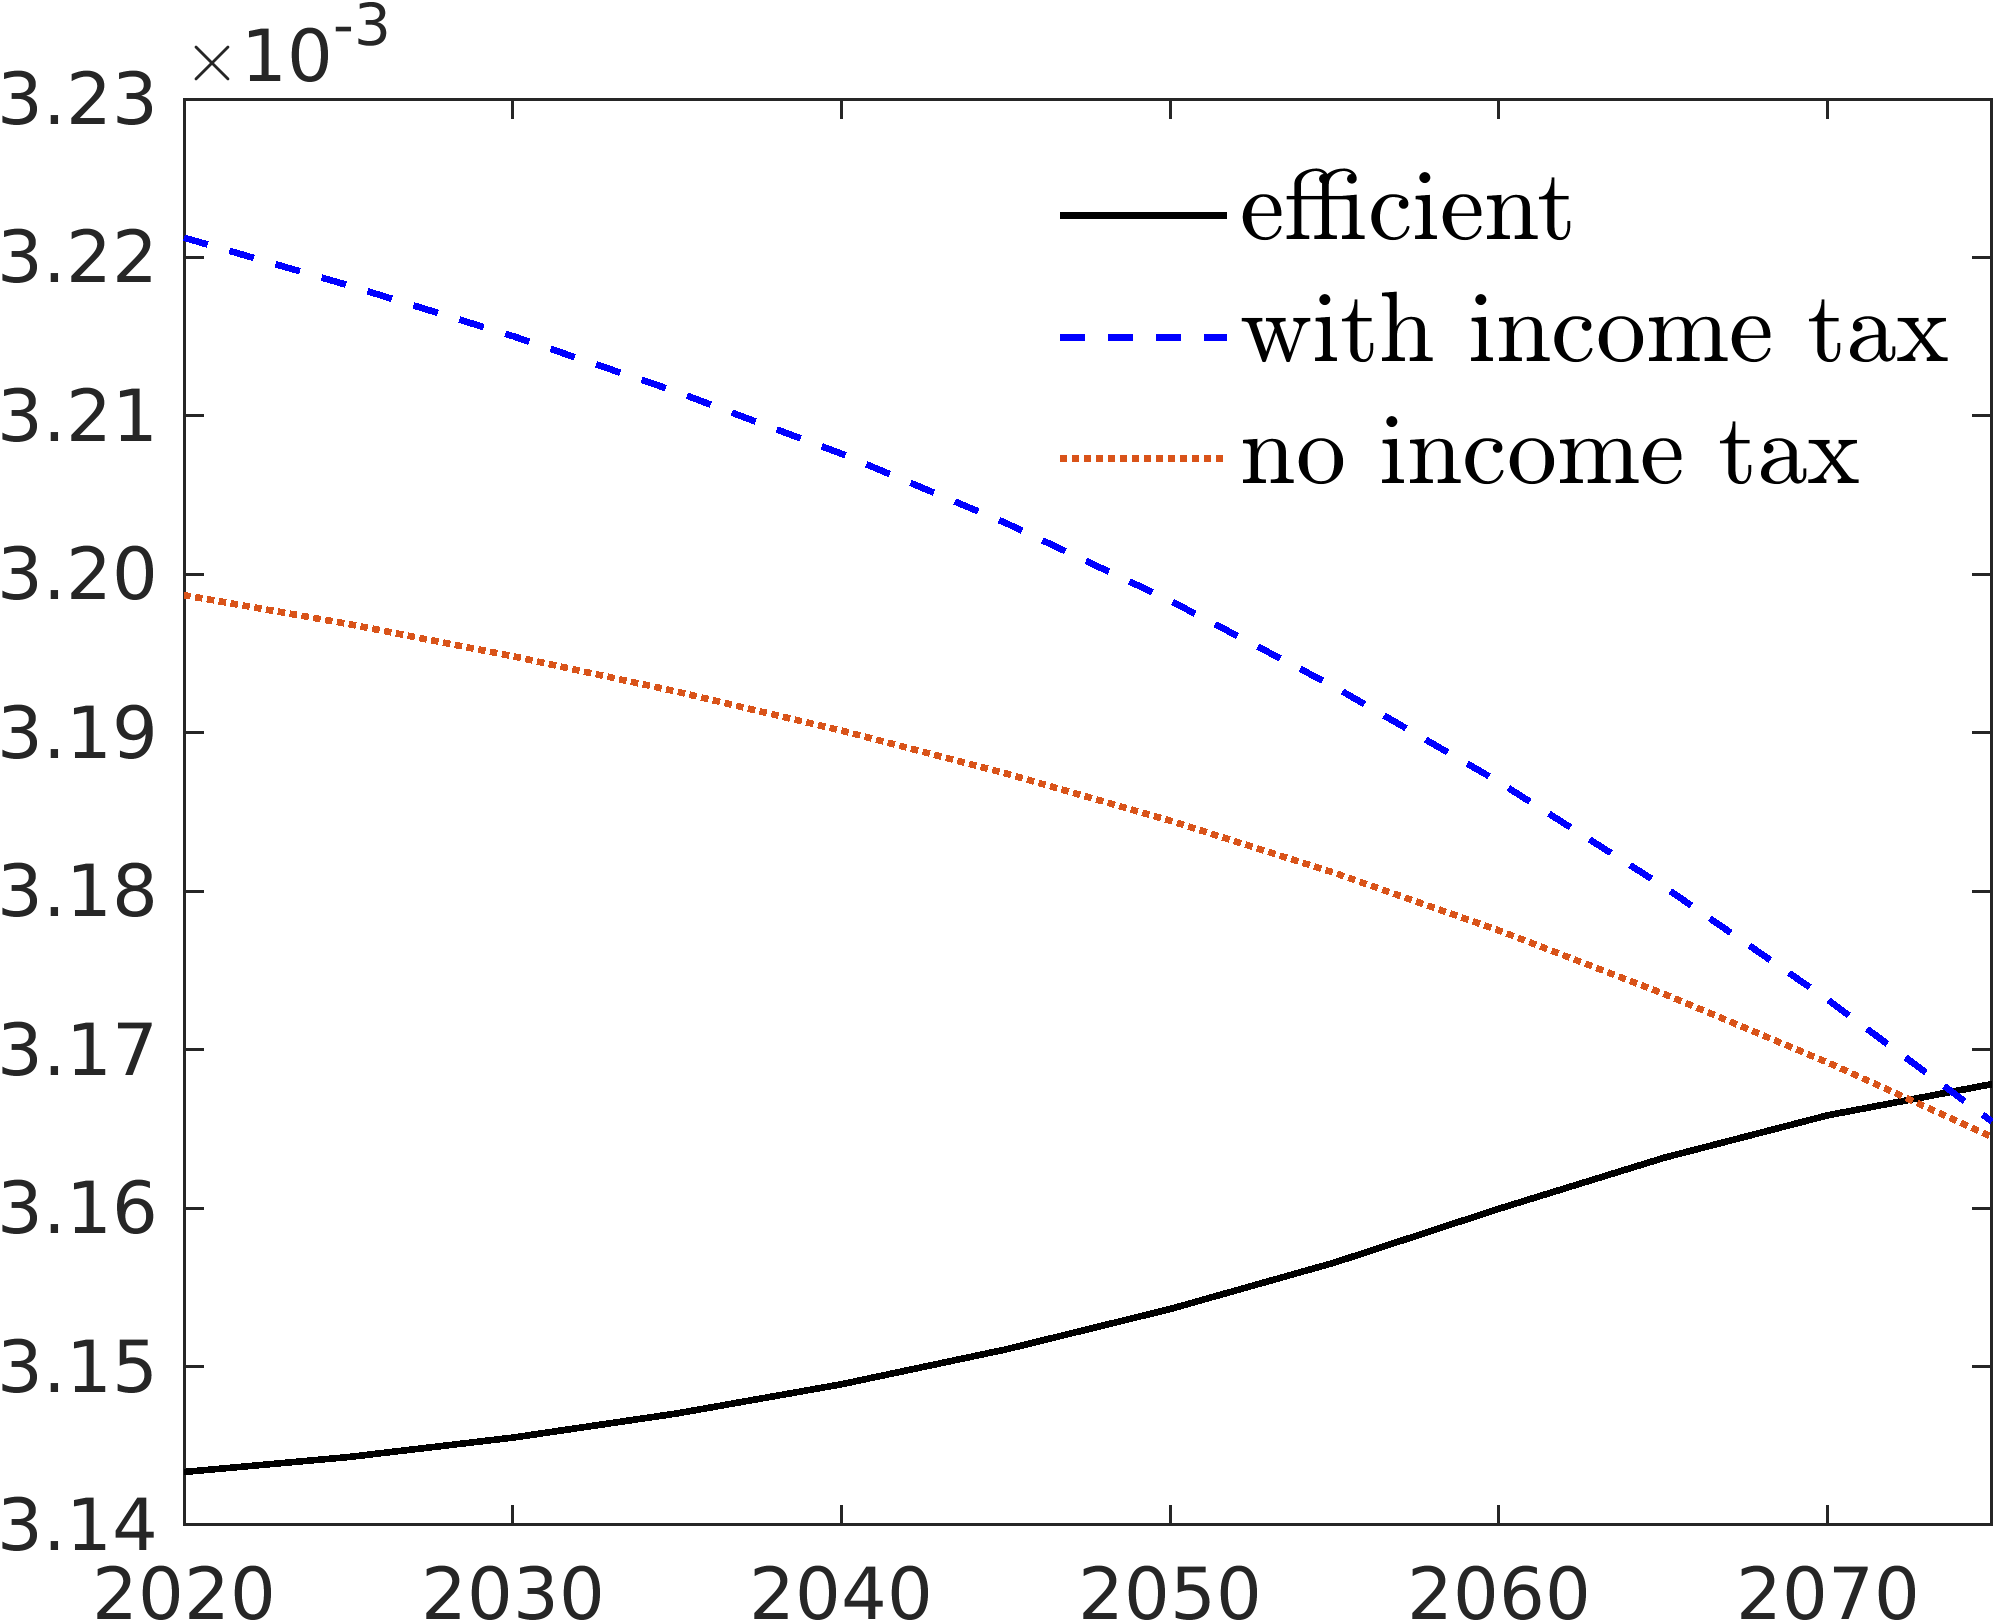 ×10-3
3.23
3.22
3.21
3.20
3.19
3.18
3.17
3.16
3.15
3.14
efficient
with income tax
no income tax
2020 2030 2040 2050 2060 2070